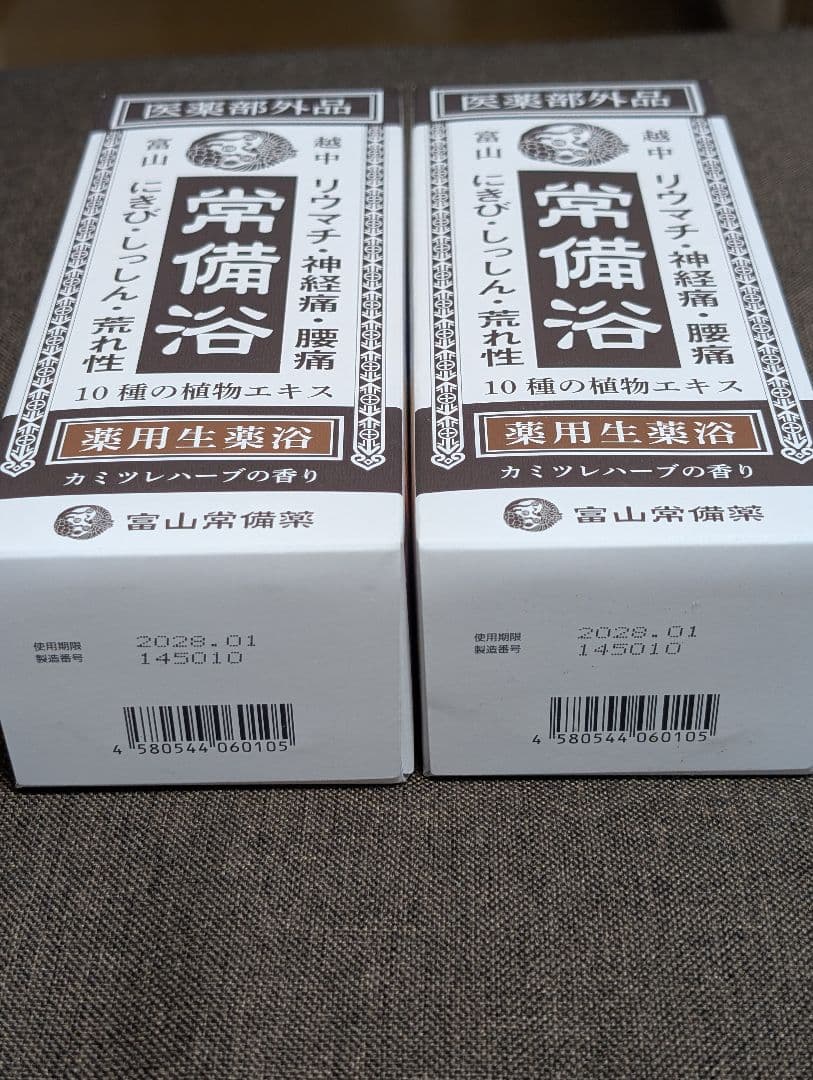 医薬部外品
越中
富山
リウマチ・神経痛・腰痛
常備浴
にきび・しっしん・荒れ性
10種の植物エキス
薬用生薬浴
カミツレハーブの香り
富山常備薬
使用期限 2028.01
製造番号 145010
4 580544 060105
医薬部外品
越中
富山
リウマチ・神経痛・腰痛
常備浴
にきび・しっしん・荒れ性
10種の植物エキス
薬用生薬浴
カミツレハーブの香り
富山常備薬
使用期限 2028.01
製造番号 145010
4 580544 060105